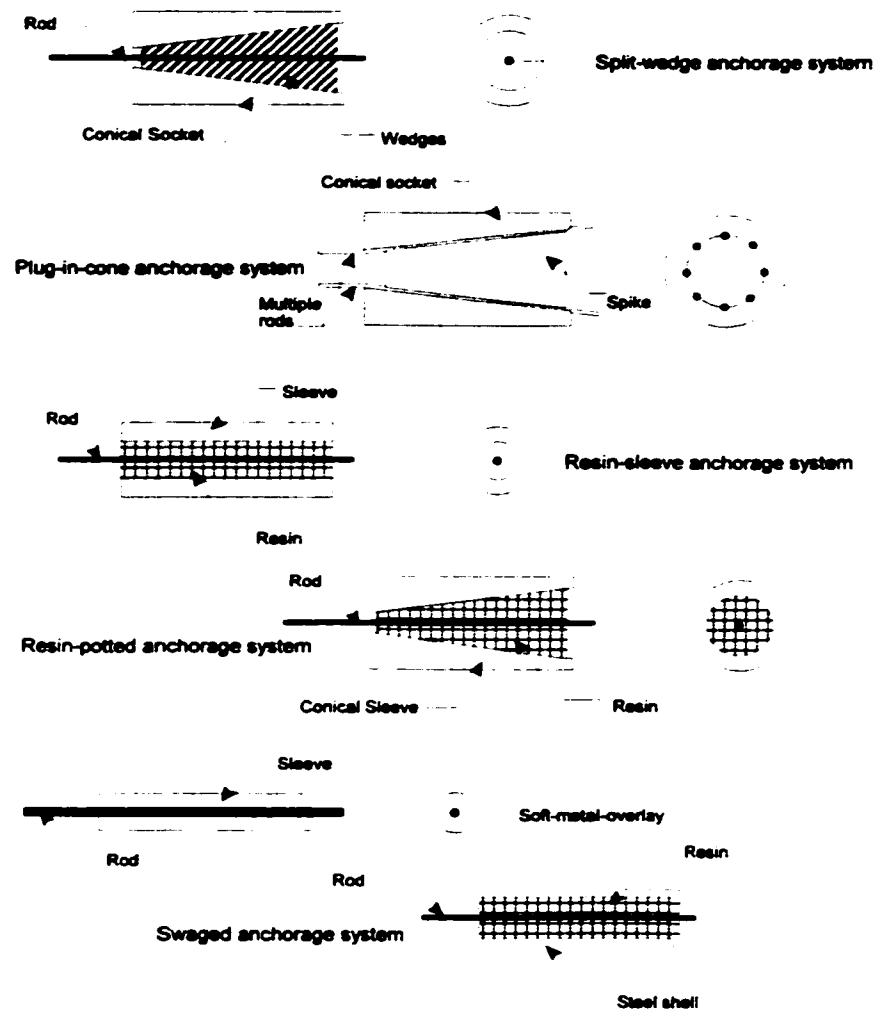 Rod
Split-wedge anchorage system
Conical Socket
Wedges
Conical socket
Plug-in-cone anchorage system
Multiple
rods
Spike
Sleeve
Rod
Resin-sleeve anchorage system
Resin
Rod
Resin-potted anchorage system
Conical Sleeve
Resin
Sleeve
Soft-metal-overlay
Rod
Resin
Rod
Swaged anchorage system
Steel shell